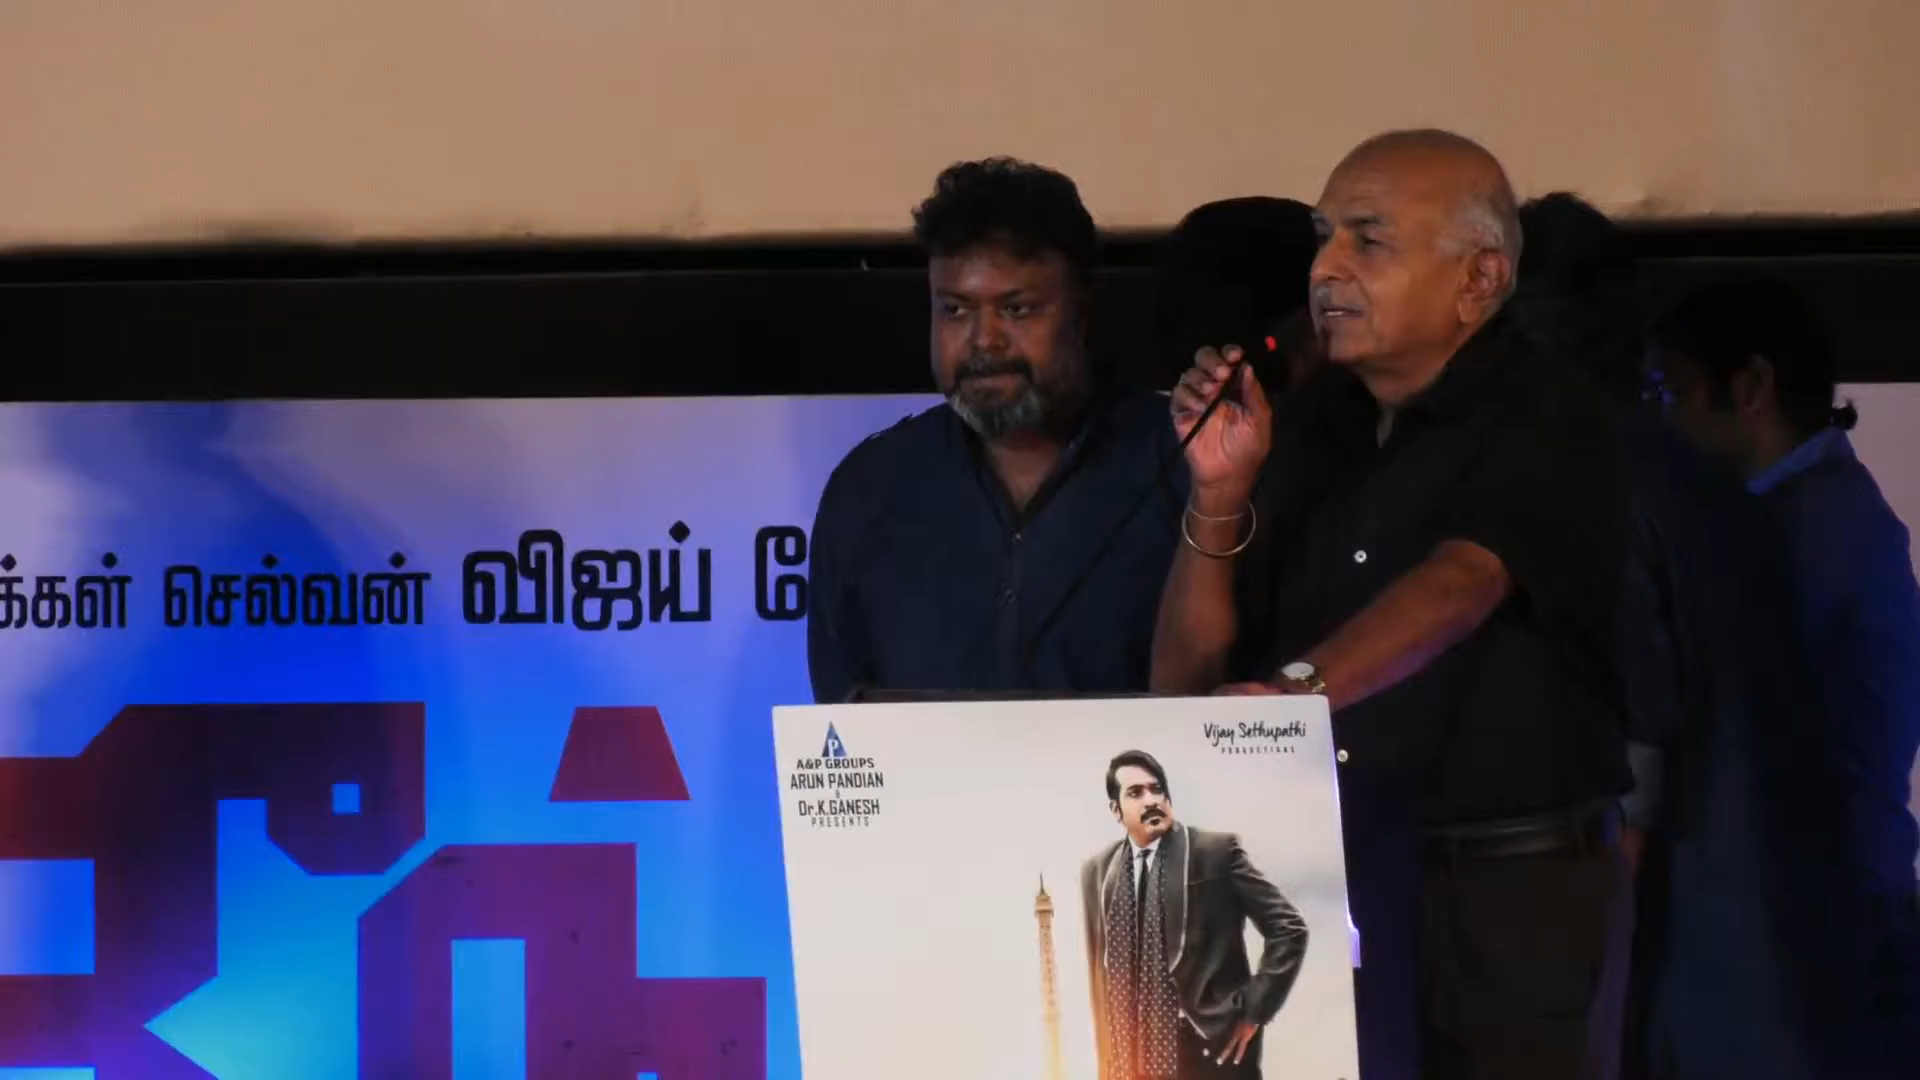 க்கள் செல்வன் விஜய் சே
A&P GROUPS
ARUN PANDIAN
&
Dr.K.GANESH
PRESENTS
Vijay Sethupathi
PRODUCTIONS